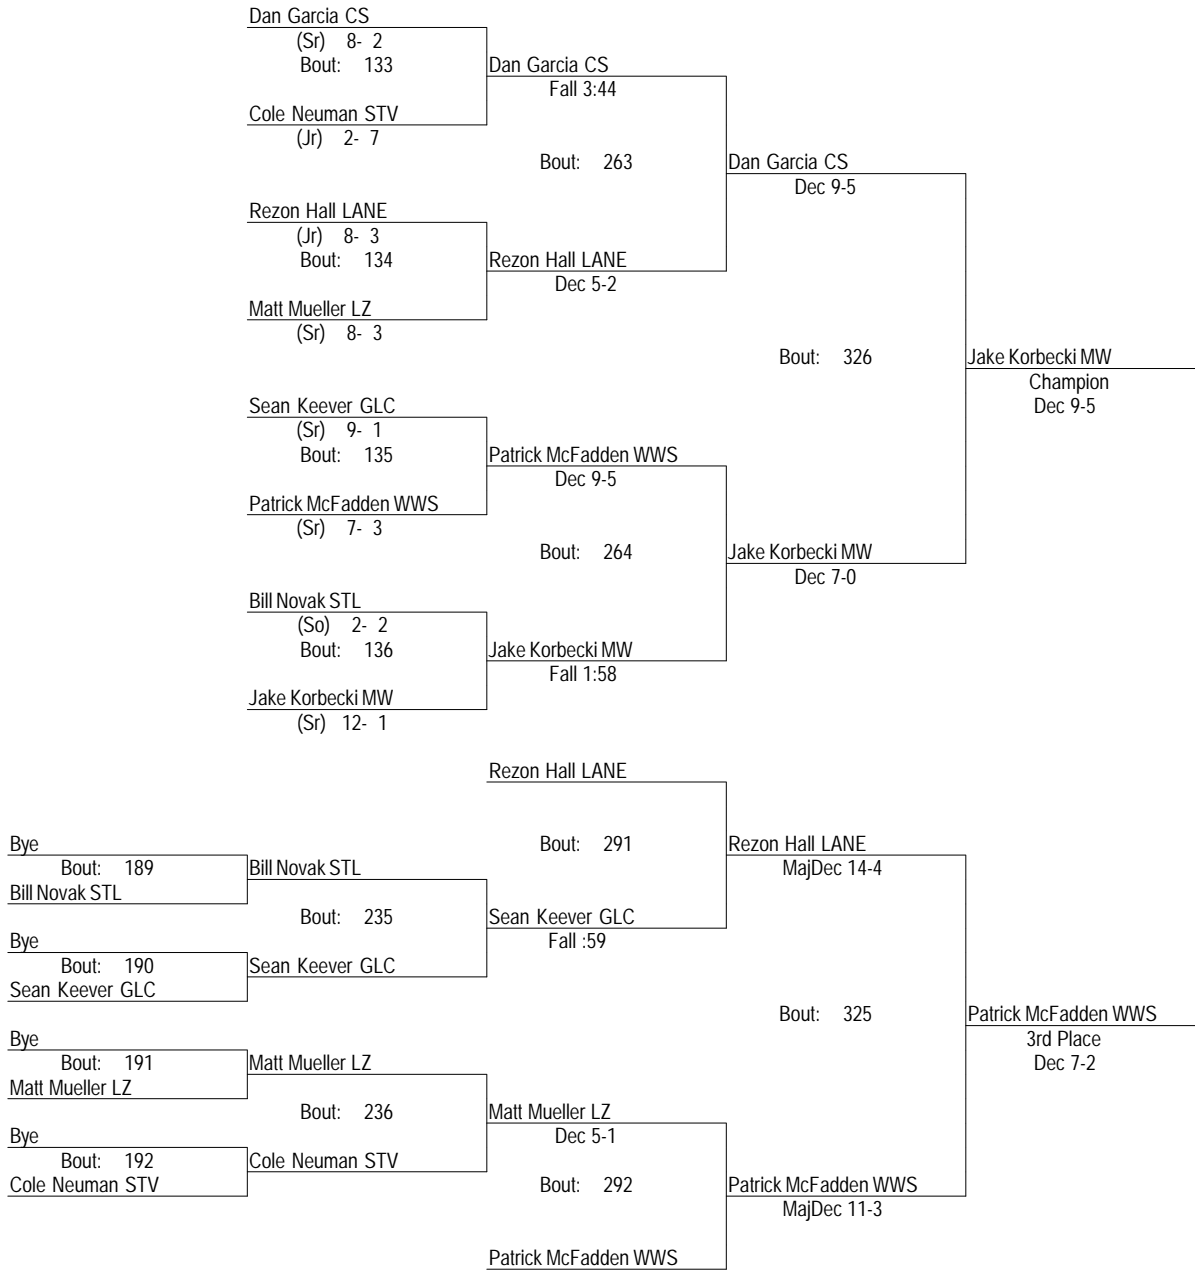 Dan Garcia CS
(Sr) 8- 2
Bout: 133
Dan Garcia CS
Fall 3:44
Cole Neuman STV
(Jr) 2- 7
Bout: 263
Dan Garcia CS
Dec 9-5
Rezon Hall LANE
(Jr) 8- 3
Bout: 134
Rezon Hall LANE
Dec 5-2
Matt Mueller LZ
(Sr) 8- 3
Bout: 326
Jake Korbecki MW
Champion
Dec 9-5
Sean Keever GLC
(Sr) 9- 1
Bout: 135
Patrick McFadden WWS
Dec 9-5
Patrick McFadden WWS
(Sr) 7- 3
Bout: 264
Jake Korbecki MW
Dec 7-0
Bill Novak STL
(So) 2- 2
Bout: 136
Jake Korbecki MW
Fall 1:58
Jake Korbecki MW
(Sr) 12- 1
Rezon Hall LANE
Bye
Bout: 189
Bill Novak STL
Bill Novak STL
Bout: 291
Rezon Hall LANE
MajDec 14-4
Bout: 235
Sean Keever GLC
Fall :59
Bye
Bout: 190
Sean Keever GLC
Sean Keever GLC
Bout: 325
Patrick McFadden WWS
3rd Place
Dec 7-2
Bye
Bout: 191
Matt Mueller LZ
Matt Mueller LZ
Bout: 236
Matt Mueller LZ
Dec 5-1
Bye
Bout: 192
Cole Neuman STV
Cole Neuman STV
Bout: 292
Patrick McFadden WWS
MajDec 11-3
Patrick McFadden WWS